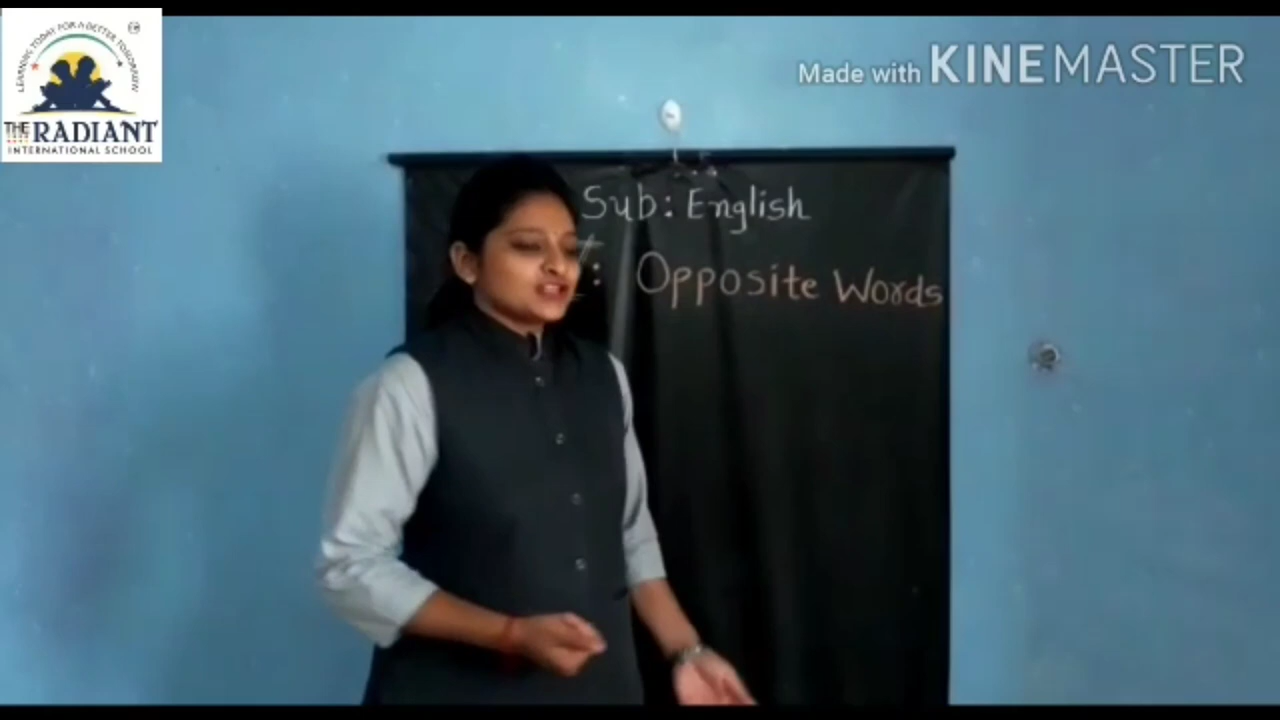 LEARNING TODAY FOR A BETTER TOMORROW
THE RADIANT
INTERNATIONAL SCHOOL
Made with KINEMASTER
Sub: English
: Opposite Words